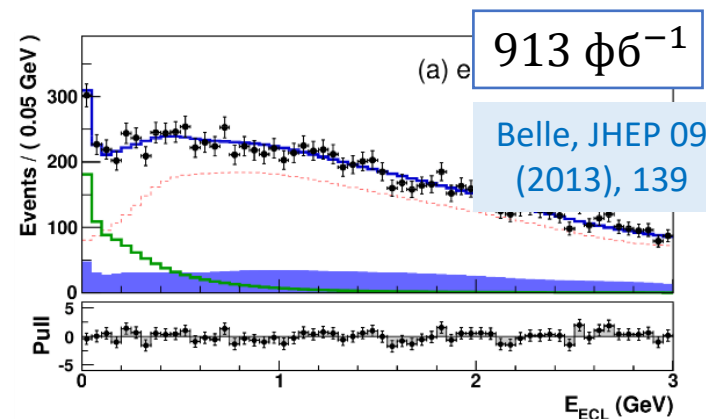 913 фб⁻¹
(a) e
Belle, JHEP 09
(2013), 139
Events / ( 0.05 GeV )
300
200
100
0
Pull
5
0
-5
0 1 2 3
E_ECL (GeV)